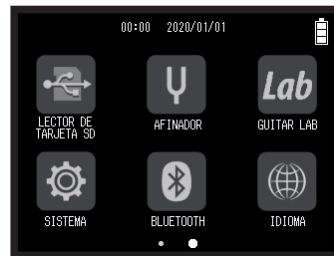 00:00 2020/01/01
Lab
LECTOR DE
TARJETA SD
AFINADOR
GUITAR LAB
SISTEMA
BLUETOOTH
IDIOMA